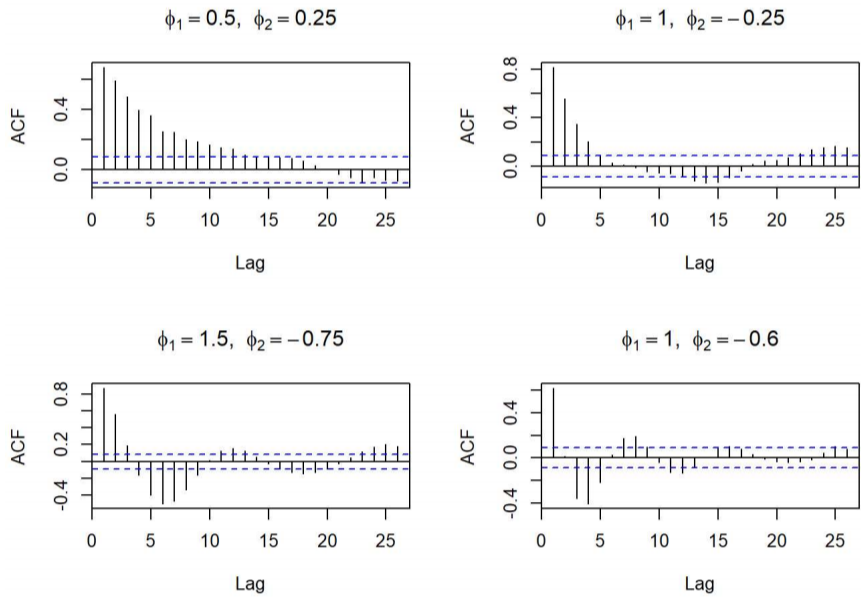 ϕ₁ = 0.5, ϕ₂ = 0.25
ACF
0.0 0.4
0 5 10 15 20 25
Lag
ϕ₁ = 1, ϕ₂ = −0.25
ACF
0.0 0.4 0.8
0 5 10 15 20 25
Lag
ϕ₁ = 1.5, ϕ₂ = −0.75
ACF
-0.4 0.2 0.8
0 5 10 15 20 25
Lag
ϕ₁ = 1, ϕ₂ = −0.6
ACF
-0.4 0.0 0.4
0 5 10 15 20 25
Lag